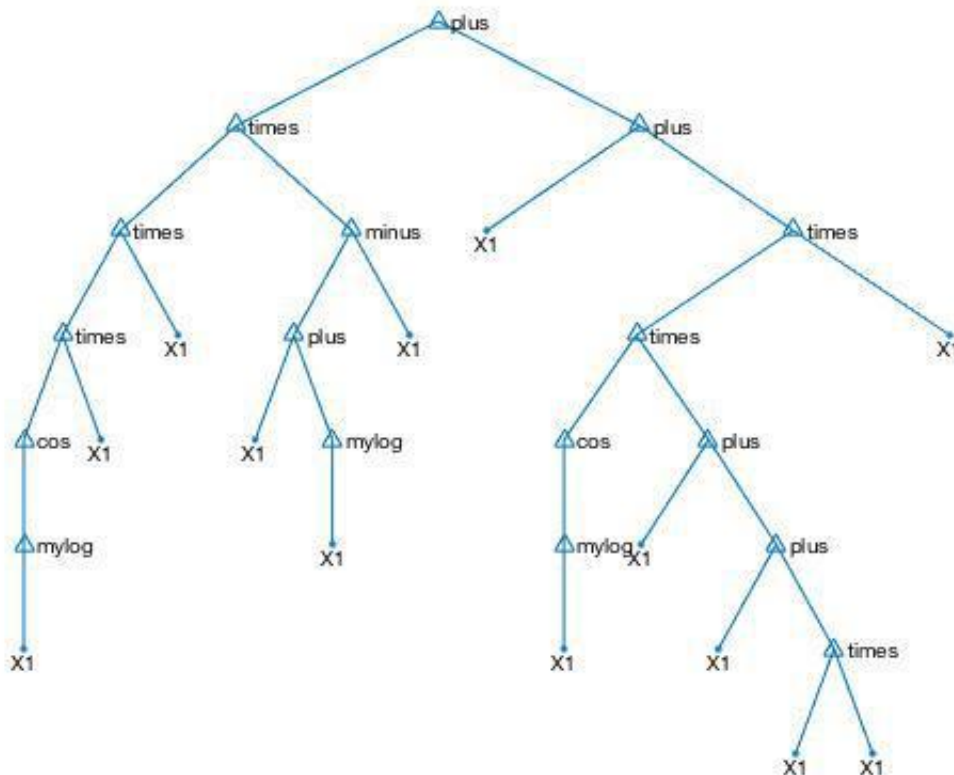 plus
times plus
times minus X1 times
times X1 plus X1 times X1
cos X1 X1 mylog cos plus
mylog X1 mylog X1 plus
X1 X1 X1 times
X1 X1